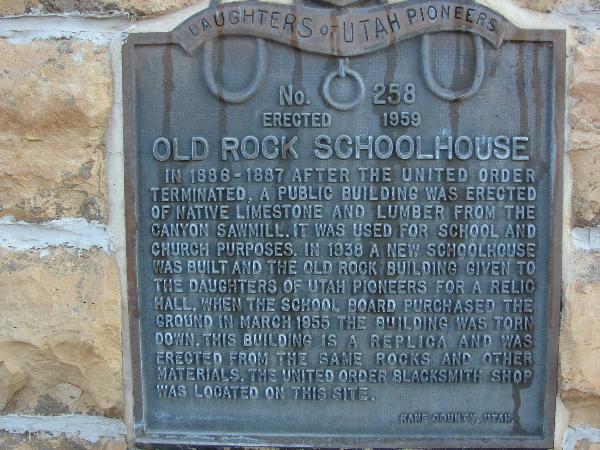 DAUGHTERS OF UTAH PIONEERS
No. 258
ERECTED 1959
OLD ROCK SCHOOLHOUSE
IN 1886-1887 AFTER THE UNITED ORDER
TERMINATED, A PUBLIC BUILDING WAS ERECTED
OF NATIVE LIMESTONE AND LUMBER FROM THE
CANYON SAWMILL. IT WAS USED FOR SCHOOL AND
CHURCH PURPOSES. IN 1938 A NEW SCHOOLHOUSE
WAS BUILT AND THE OLD ROCK BUILDING GIVEN TO
THE DAUGHTERS OF UTAH PIONEERS FOR A RELIC
HALL. WHEN THE SCHOOL BOARD PURCHASED THE
GROUND IN MARCH 1955 THE BUILDING WAS TORN
DOWN. THIS BUILDING IS A REPLICA AND WAS
ERECTED FROM THE SAME ROCKS AND OTHER
MATERIALS. THE UNITED ORDER BLACKSMITH SHOP
WAS LOCATED ON THIS SITE.
KANE COUNTY, UTAH.